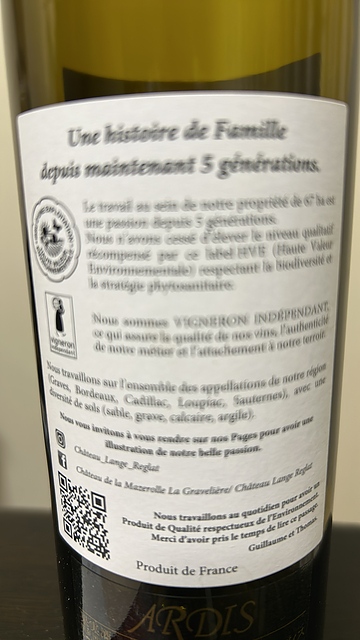 Une histoire de Famille
depuis maintenant 5 générations.
Le travail au sein de notre propriété de 67 ha est
une passion depuis 5 générations.
Nous n'avons cessé d'élever le niveau qualitatif
récompensé par ce label HVE (Haute Valeur
Environnementale) respectant la biodiversité et
la stratégie phytosanitaire.
Vigneron
Indépendant
Nous sommes VIGNERON INDÉPENDANT,
ce qui assure la qualité de nos vins, l'authenticité
de notre métier et l'attachement à notre terroir.
Nous travaillons sur l'ensemble des appellations de notre région
(Graves, Bordeaux, Cadillac, Loupiac, Sauternes), avec une
diversité de sols (sable, grave, calcaire, argile).
Nous vous invitons à vous rendre sur nos Pages pour avoir une
illustration de notre belle passion.
Château_Lange_Reglat
Château de la Mazerolle La Gravelière/ Château Lange Reglat
Nous travaillons au quotidien pour avoir un
Produit de Qualité respectueux de l'Environnement.
Merci d'avoir pris le temps de lire ce passage.
Guillaume et Thomas.
Produit de France
ARDIS